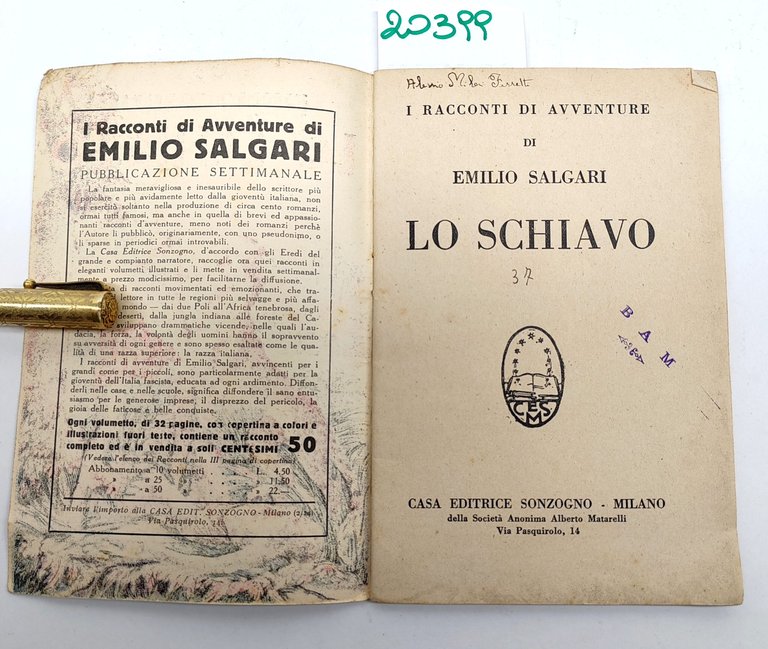 20399
I Racconti di Avventure di
EMILIO SALGARI
PUBBLICAZIONE SETTIMANALE
La fantasia meravigliosa e inesauribile dello scrittore più
popolare e più avidamente letto dalla gioventù italiana, non
si esercitò soltanto nella produzione di circa cento romanzi,
ormai tutti famosi, ma anche in quella di brevi ed appassio-
nanti racconti d'avventure, meno noti dei romanzi perchè
l'Autore li pubblicò, originariamente, con uno pseudonimo, o
li sparse in periodici ormai introvabili.
La Casa Editrice Sonzogno, d'accordo con gli Eredi del
grande e compianto narratore, raccoglie ora quei racconti in
eleganti volumetti illustrati e li mette in vendita settimanal-
mente a prezzo modicissimo, per facilitarne la diffusione.
di racconti movimentati ed emozionanti, che tra-
lettore in tutte le regioni più selvagge e più affa-
mondo — dai due Poli all'Africa tenebrosa, dagli
deserti, dalla jungla indiana alle foreste del Ca-
sviluppano drammatiche vicende, nelle quali l'au-
dacia, la forza, la volontà degli uomini hanno il sopravvento
su avversità di ogni genere e sono spesso esaltate come le qua-
lità di una razza superiore: la razza italiana.
I racconti di avventure di Emilio Salgari, avvincenti per i
grandi come per i piccoli, sono particolarmente adatti per la
gioventù dell'Italia fascista, educata ad ogni ardimento. Diffon-
derli nelle case e nelle scuole, significa diffondere il sano entu-
siasmo per le generose imprese, il disprezzo del pericolo, la
gioia delle faticose e belle conquiste.
Ogni volumetto, di 32 pagine, con copertina a colori e
illustrazioni fuori testo, contiene un racconto
completo ed è in vendita a soli CENTESIMI 50
(Vedere l'elenco dei Racconti nella III pagina di copertina)
Abbonamento a 10 volumetti . . . L. 4.50
» a 25 » . . . » 11.50
» a 50 » . . . » 22.—
Inviare l'importo alla CASA EDIT. SONZOGNO - Milano
Via Pasquirolo, 14
I RACCONTI DI AVVENTURE
DI
EMILIO SALGARI
LO SCHIAVO
37
BAM
CESMS
CASA EDITRICE SONZOGNO - MILANO
della Società Anonima Alberto Matarelli
Via Pasquirolo, 14